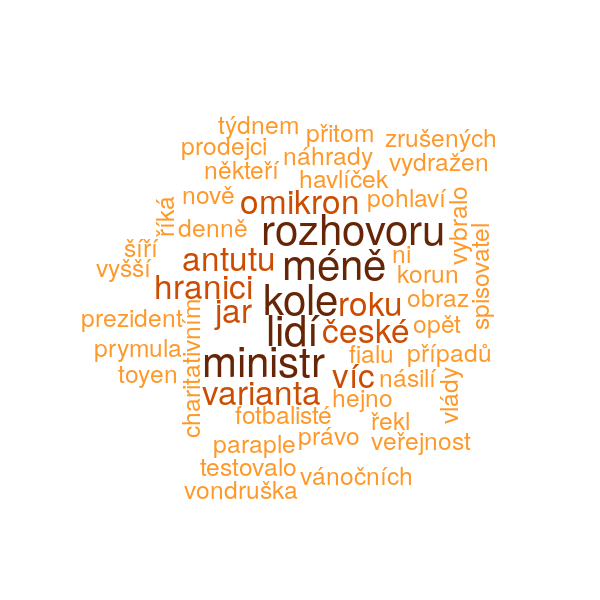 týdnem
přitom
zrušených
prodejci
náhrady
vydražen
někteří
havlíček
nově
omikron
pohlaví
vybralo
říká
denně
rozhovoru
spisovatel
šíří
antutu
méně
ni
vyšší
hranici
korun
kole
roku
obraz
jar
prezident
lidí
české
opět
prymula
ministr
fialu
případů
toyen
víc
násilí
charitativním
varianta
hejno
vlády
fotbalisté
řekl
paraple
právo
veřejnost
testovalo
vánočních
vondruška